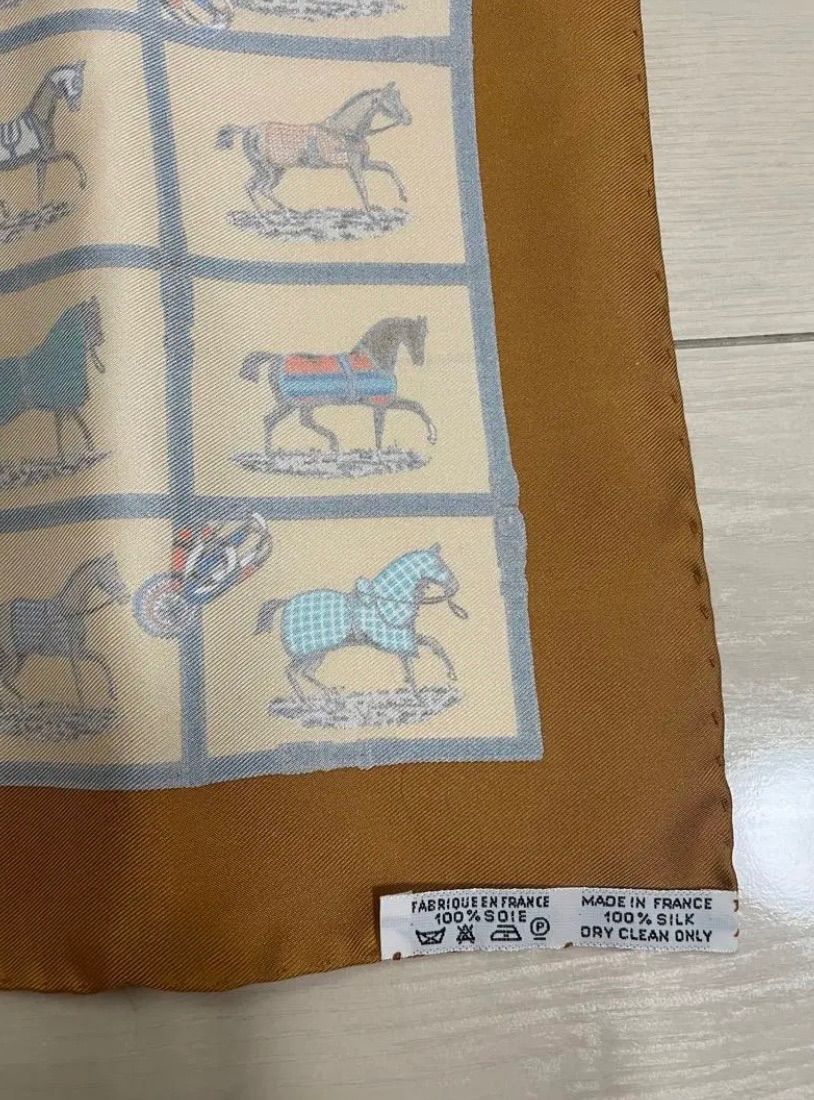 FABRIQUE EN FRANCE
100% SOIE
MADE IN FRANCE
100% SILK
DRY CLEAN ONLY